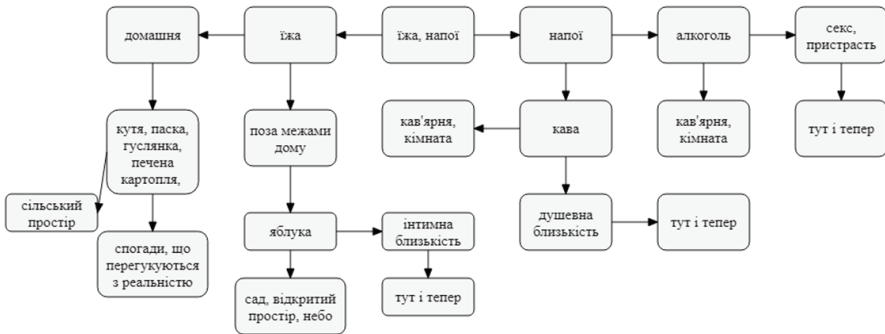 домашня
їжа
їжа, напої
напої
алкоголь
секс,
пристрасть
кутя, паска,
гуслянка,
печена
картопля,
поза межами
дому
кав'ярня,
кімната
кава
кав'ярня,
кімната
тут і тепер
сільський
простір
спогади, що
перегукуються
з реальністю
яблука
інтимна
близькість
душевна
близькість
тут і тепер
сад, відкритий
простір, небо
тут і тепер